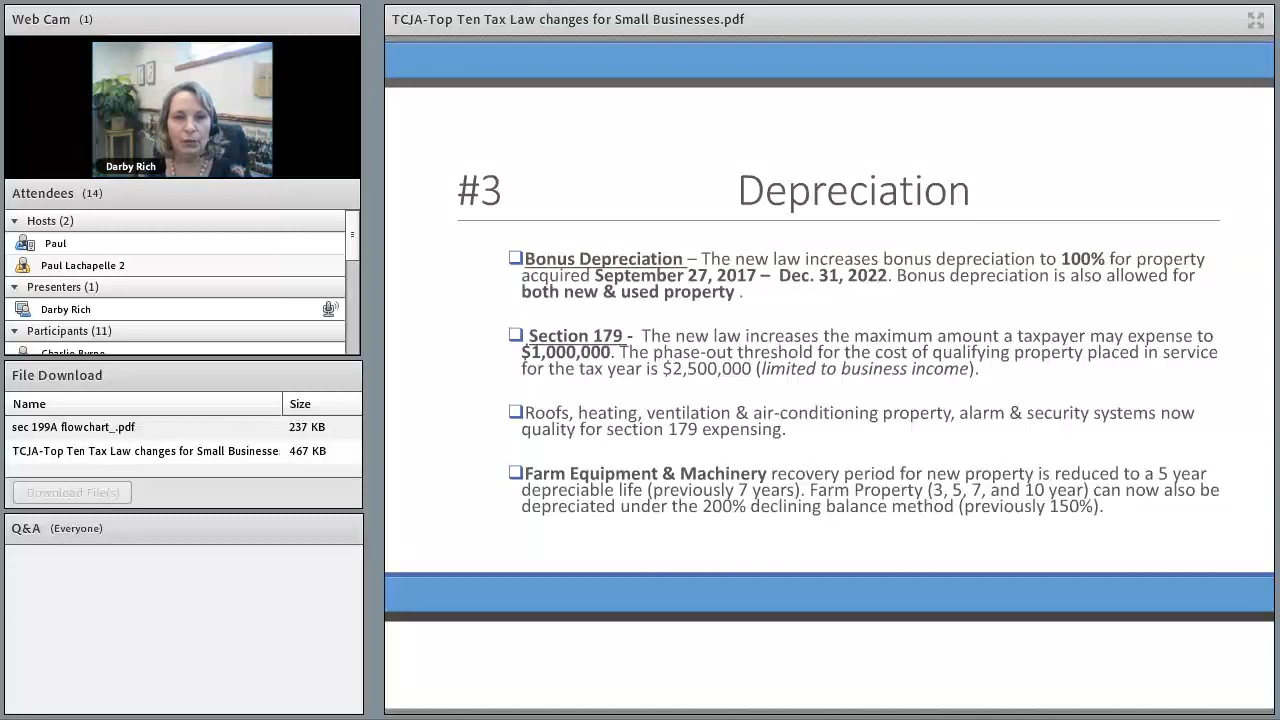 Web Cam (1)
Darby Rich
Attendees (14)
Hosts (2)
Paul
Paul Lachapelle 2
Presenters (1)
Darby Rich
Participants (11)
Charlie Byrne
File Download
Name Size
sec 199A flowchart_.pdf 237 KB
TCJA-Top Ten Tax Law changes for Small Businesse 467 KB
Download File(s)
Q&A (Everyone)
TCJA-Top Ten Tax Law changes for Small Businesses.pdf
#3 Depreciation
Bonus Depreciation – The new law increases bonus depreciation to 100% for property
acquired September 27, 2017 – Dec. 31, 2022. Bonus depreciation is also allowed for
both new & used property .
Section 179 - The new law increases the maximum amount a taxpayer may expense to
$1,000,000. The phase-out threshold for the cost of qualifying property placed in service
for the tax year is $2,500,000 (limited to business income).
Roofs, heating, ventilation & air-conditioning property, alarm & security systems now
quality for section 179 expensing.
Farm Equipment & Machinery recovery period for new property is reduced to a 5 year
depreciable life (previously 7 years). Farm Property (3, 5, 7, and 10 year) can now also be
depreciated under the 200% declining balance method (previously 150%).